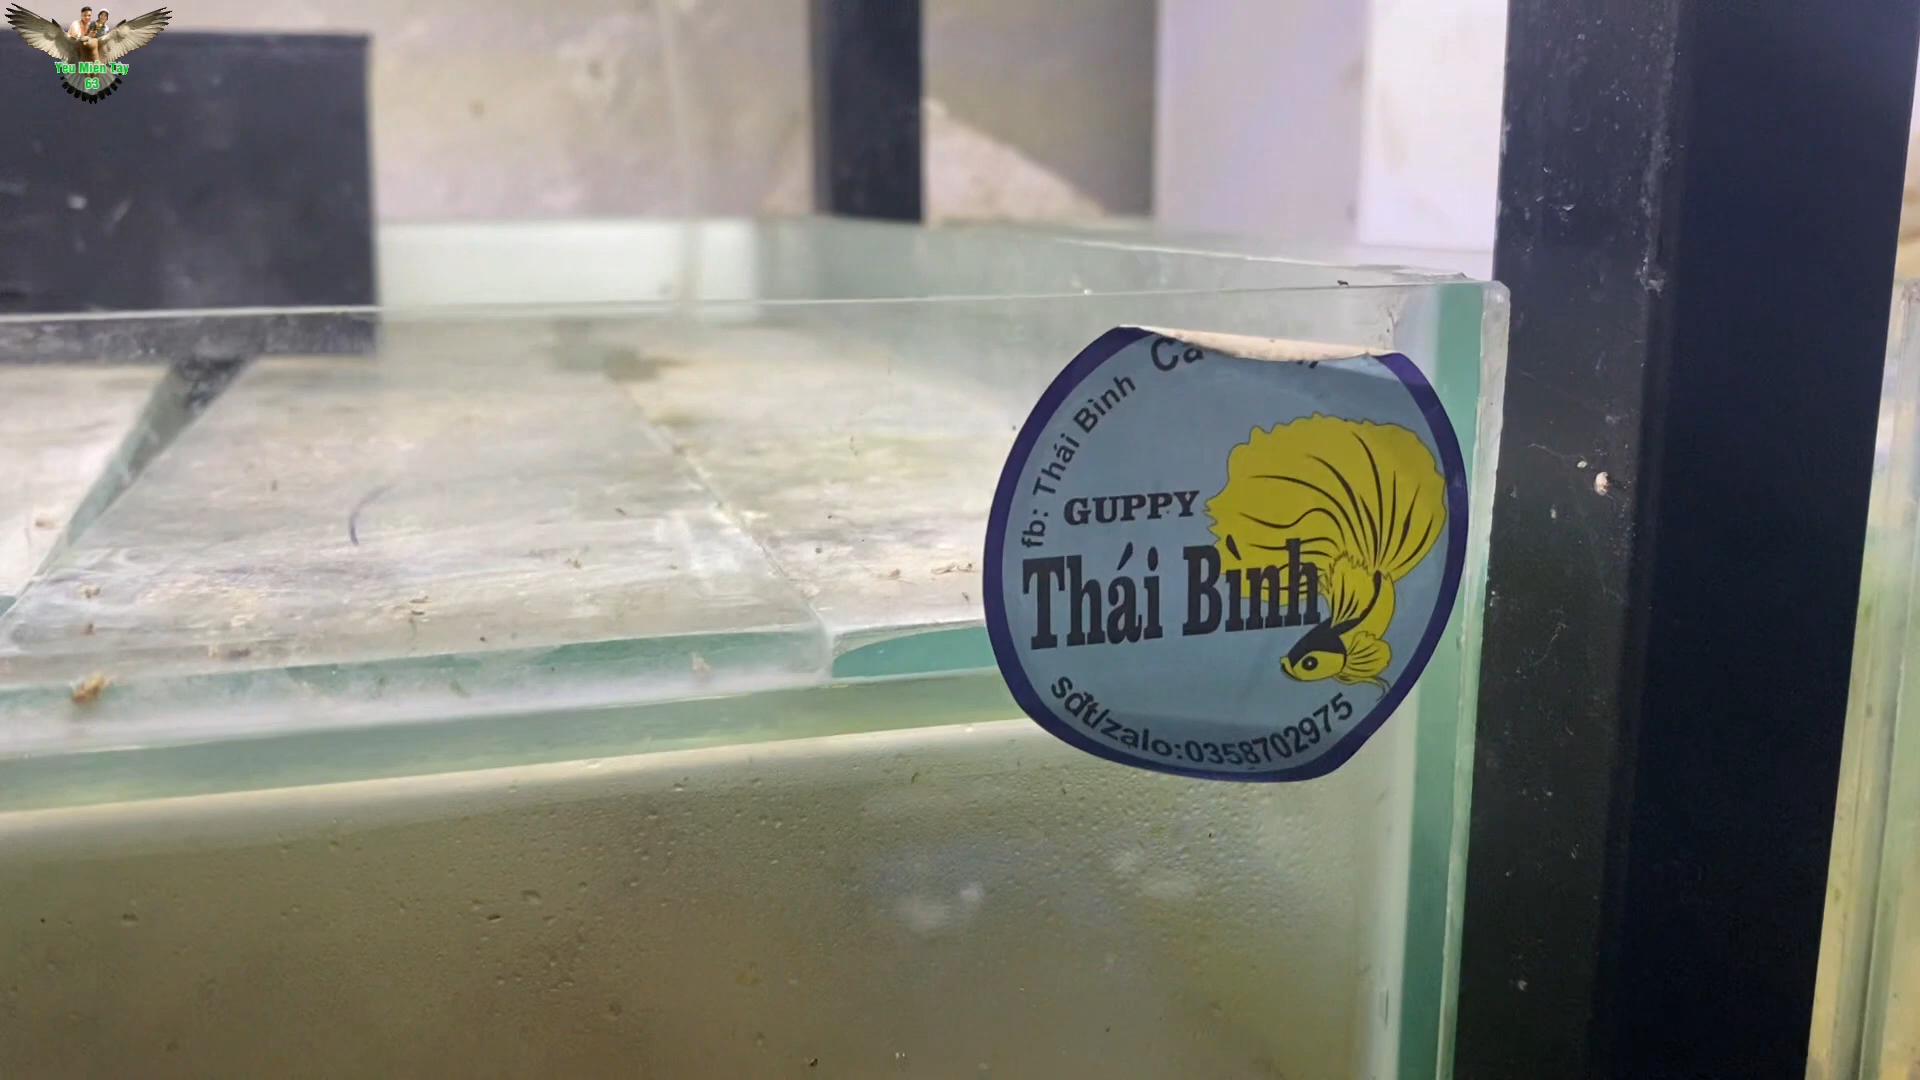 Yêu Miền Tây
63
fb: Thái Bình
GUPPY
Thái Bình
sđt/zalo:0358702975